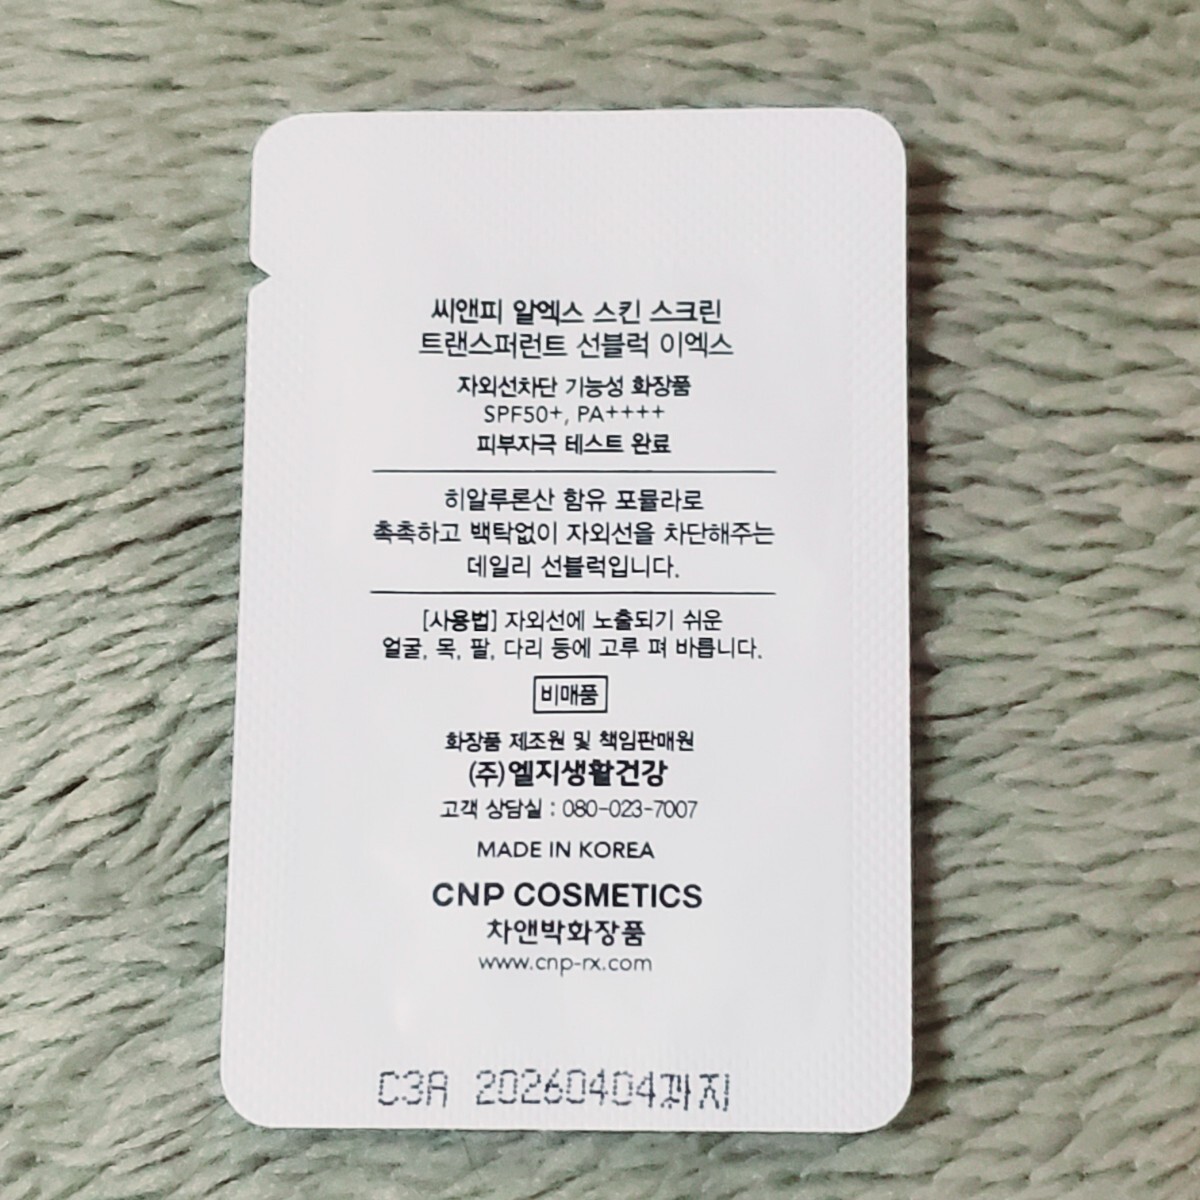 씨앤피 알엑스 스킨 스크린
트랜스퍼런트 선블럭 이엑스
자외선차단 기능성 화장품
SPF50+, PA++++
피부자극 테스트 완료
히알루론산 함유 포뮬라로
촉촉하고 백탁없이 자외선을 차단해주는
데일리 선블럭입니다.
[사용법] 자외선에 노출되기 쉬운
얼굴, 목, 팔, 다리 등에 고루 펴 바릅니다.
비매품
화장품 제조원 및 책임판매원
(주)엘지생활건강
고객 상담실 : 080-023-7007
MADE IN KOREA
CNP COSMETICS
차앤박화장품
www.cnp-rx.com
C3A 20260404까지